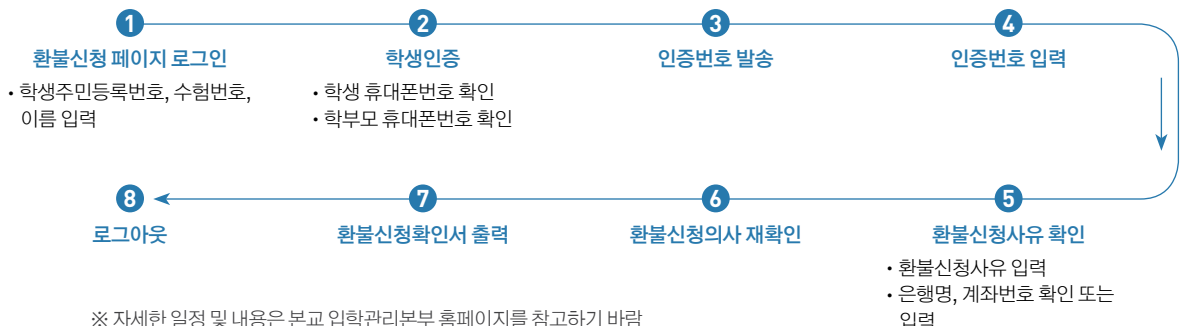 1
환불신청 페이지 로그인
• 학생주민등록번호, 수험번호,
이름 입력
2
학생인증
• 학생 휴대폰번호 확인
• 학부모 휴대폰번호 확인
3
인증번호 발송
4
인증번호 입력
5
환불신청사유 확인
• 환불신청사유 입력
• 은행명, 계좌번호 확인 또는
입력
6
환불신청의사 재확인
7
환불신청확인서 출력
8
로그아웃
※ 자세한 일정 및 내용은 본교 입학관리본부 홈페이지를 참고하기 바람